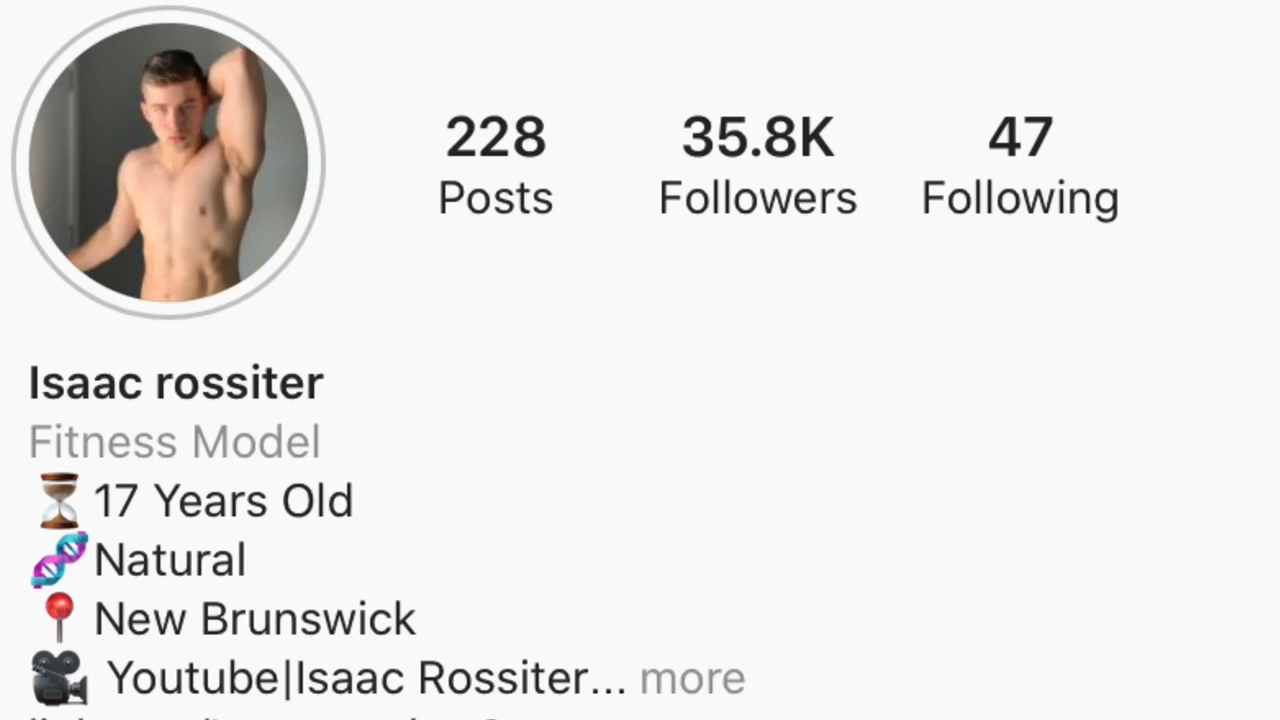 228 35.8K 47
Posts Followers Following
Isaac rossiter
Fitness Model
⏳17 Years Old
🧬Natural
📍New Brunswick
🎥 Youtube|Isaac Rossiter... more